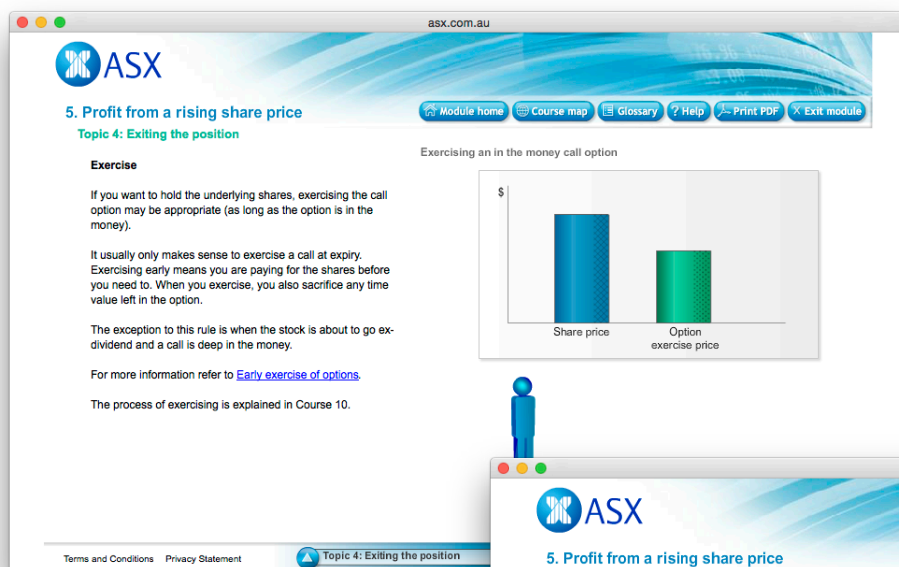 asx.com.au
ASX
5. Profit from a rising share price
Topic 4: Exiting the position
Module home
Course map
Glossary
? Help
Print PDF
X Exit module
Exercise
If you want to hold the underlying shares, exercising the call
option may be appropriate (as long as the option is in the
money).
It usually only makes sense to exercise a call at expiry.
Exercising early means you are paying for the shares before
you need to. When you exercise, you also sacrifice any time
value left in the option.
The exception to this rule is when the stock is about to go ex-
dividend and a call is deep in the money.
For more information refer to Early exercise of options.
The process of exercising is explained in Course 10.
Exercising an in the money call option
$
Share price
Option
exercise price
Terms and Conditions
Privacy Statement
Topic 4: Exiting the position
ASX
5. Profit from a rising share price